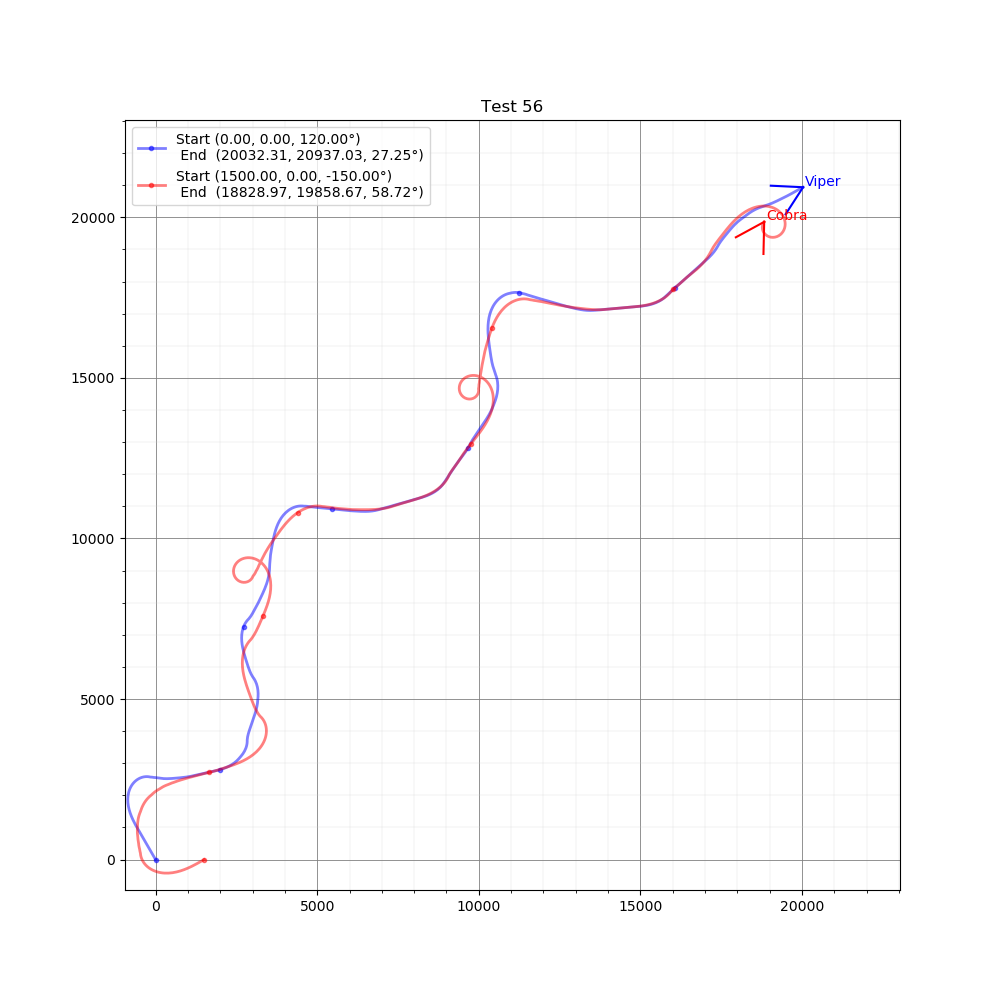 Test 56
Start (0.00, 0.00, 120.00°)
End (20032.31, 20937.03, 27.25°)
Start (1500.00, 0.00, -150.00°)
End (18828.97, 19858.67, 58.72°)
Viper
Cobra
20000
15000
10000
5000
0
0 5000 10000 15000 20000